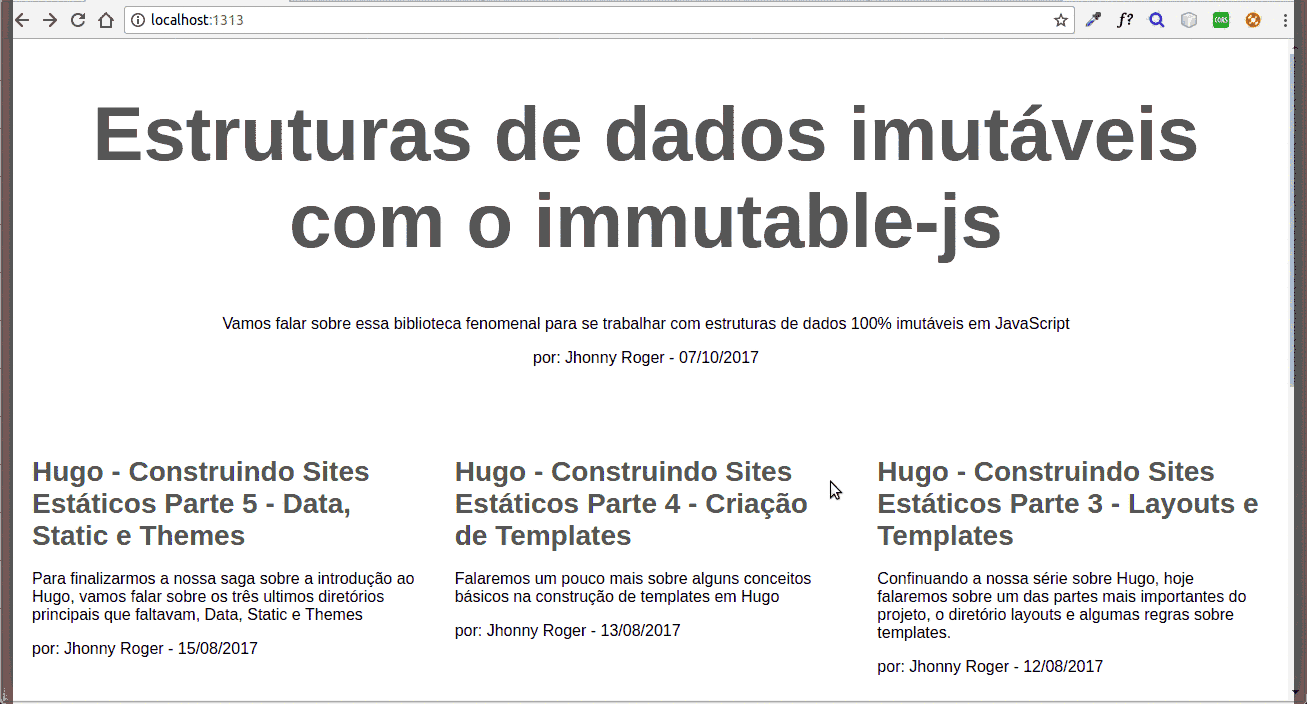 localhost:1313
f?
CORS
Estruturas de dados imutáveis
com o immutable-js
Vamos falar sobre essa biblioteca fenomenal para se trabalhar com estruturas de dados 100% imutáveis em JavaScript
por: Jhonny Roger - 07/10/2017
Hugo - Construindo Sites
Estáticos Parte 5 - Data,
Static e Themes
Para finalizarmos a nossa saga sobre a introdução ao
Hugo, vamos falar sobre os três ultimos diretórios
principais que faltavam, Data, Static e Themes
por: Jhonny Roger - 15/08/2017
Hugo - Construindo Sites
Estáticos Parte 4 - Criação
de Templates
Falaremos um pouco mais sobre alguns conceitos
básicos na construção de templates em Hugo
por: Jhonny Roger - 13/08/2017
Hugo - Construindo Sites
Estáticos Parte 3 - Layouts e
Templates
Confinuando a nossa série sobre Hugo, hoje
falaremos sobre um das partes mais importantes do
projeto, o diretório layouts e algumas regras sobre
templates.
por: Jhonny Roger - 12/08/2017